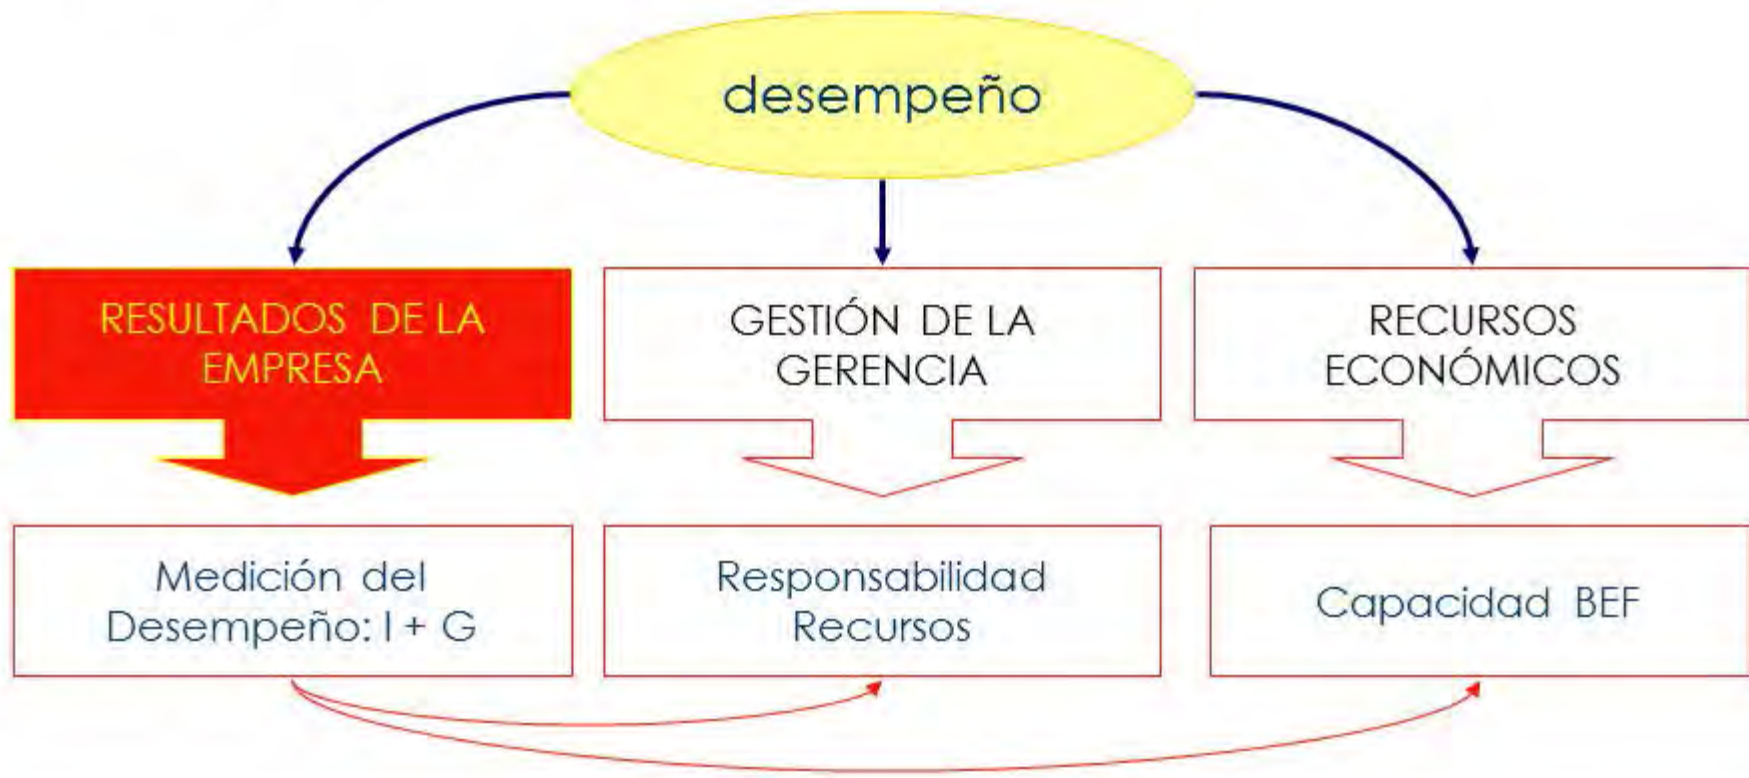 desempeño
RESULTADOS DE LA
EMPRESA
GESTIÓN DE LA
GERENCIA
RECURSOS
ECONÓMICOS
Medición del
Desempeño: I + G
Responsabilidad
Recursos
Capacidad BEF